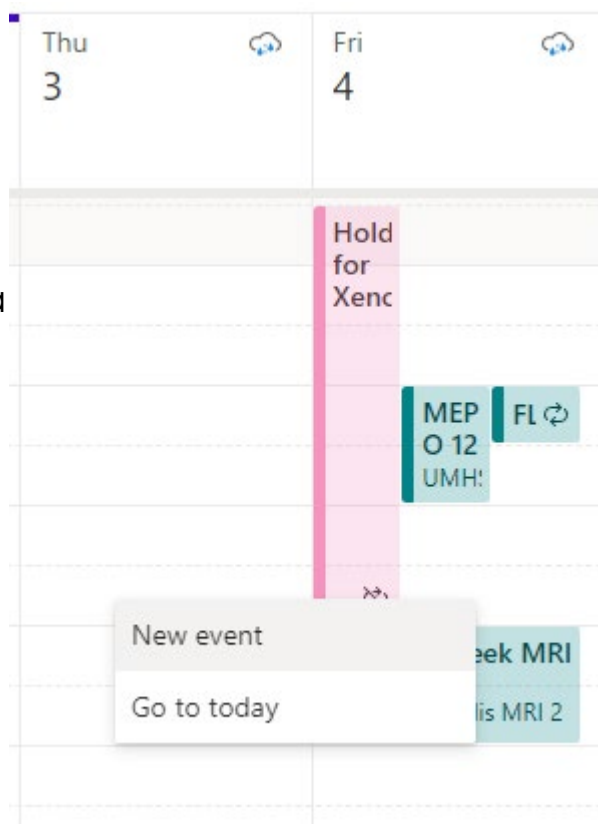 Thu
3
Fri
4
Hold
for
Xenc
MEP
O 12
UMHS
FL
New event
Go to today
eek MRI
lis MRI 2